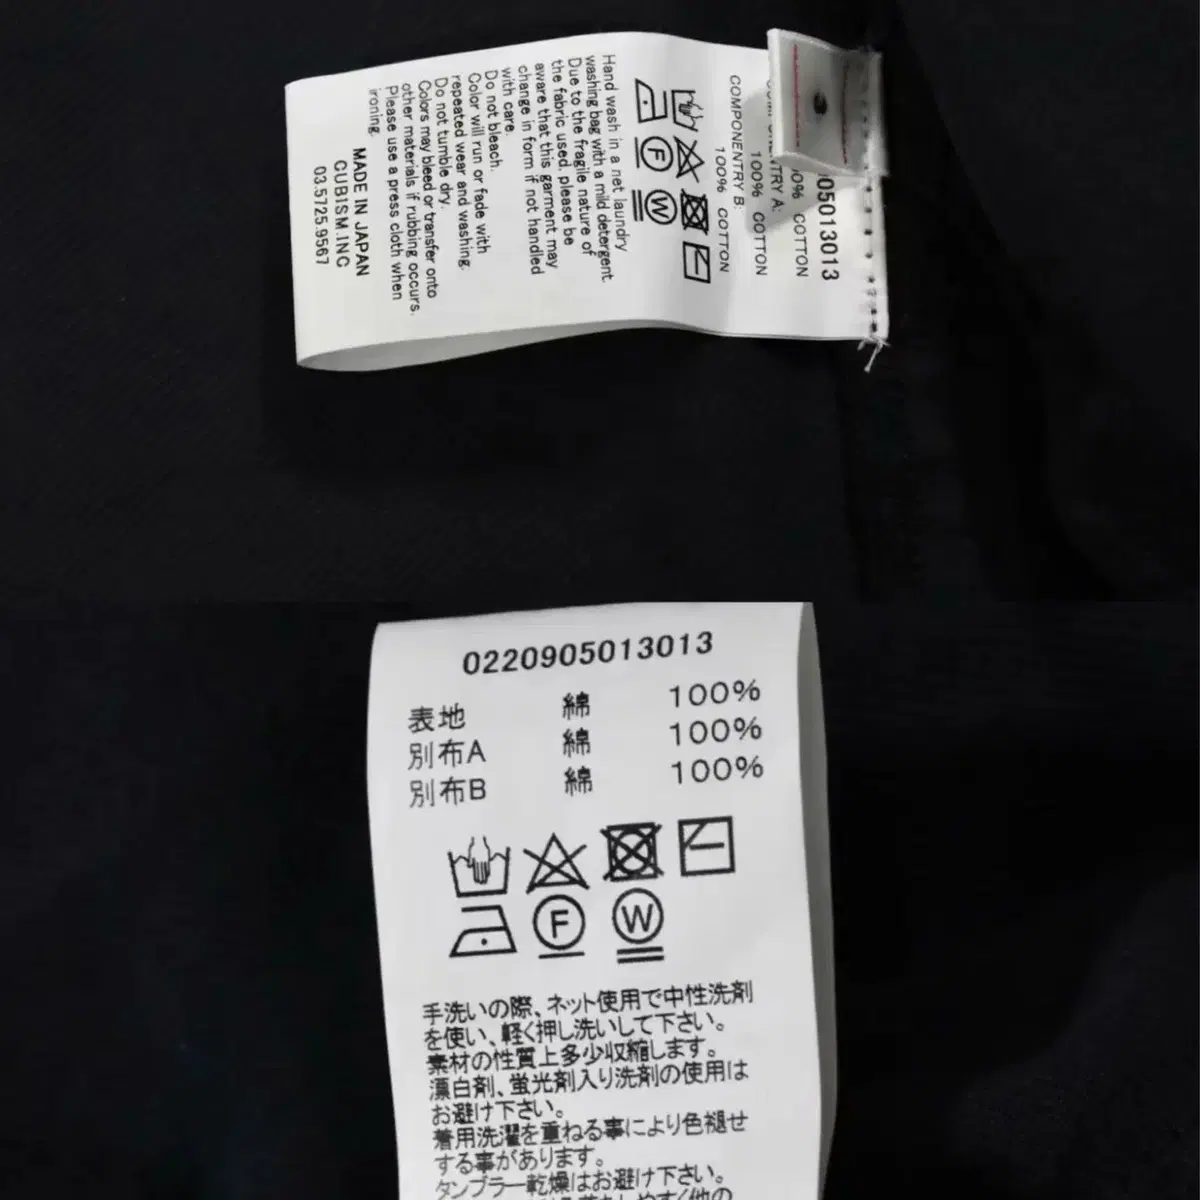 3
05013013
00% COTTON
COMPONENTRY A:
100% COTTON
COMPONENTRY B:
100% COTTON
F W
Hand wash in a net laundry
washing bag with a mild detergent.
Due to the fragile nature of
the fabric used, please be
aware that this garment may
change in form if not handled
with care.
Do not bleach.
Color will run or fade with
repeated wear and washing.
Do not tumble dry.
Colors may bleed or transfer onto
other materials if rubbing occurs.
Please use a press cloth when
ironing.
MADE IN JAPAN
CUBISM.INC
03.5725.9567
0220905013013
表地 綿 100%
別布A 綿 100%
別布B 綿 100%
F W
手洗いの際、ネット使用で中性洗剤
を使い、軽く押し洗いして下さい。
素材の性質上多少収縮します。
漂白剤、蛍光剤入り洗剤の使用は
お避け下さい。
着用洗濯を重ねる事により色褪せ
する事があります。
タンブラー乾燥はお避け下さい。